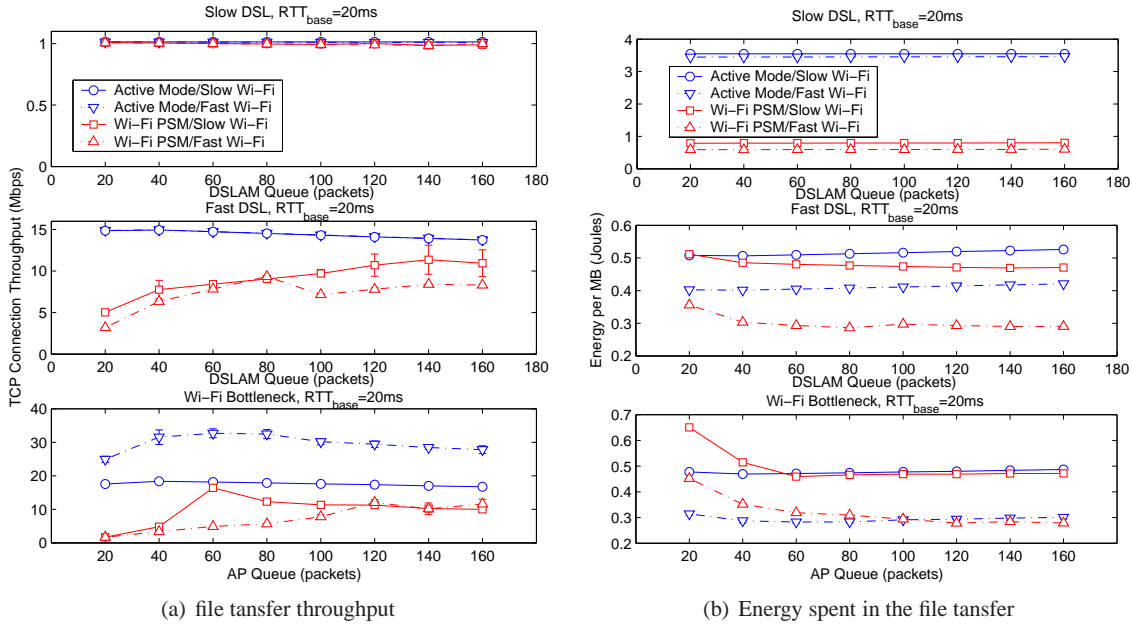 Slow DSL, RTTbase=20ms
1
0.5
0
20 40 60 80 100 120 140 160 180
Active Mode/Slow Wi−Fi
Active Mode/Fast Wi−Fi
Wi−Fi PSM/Slow Wi−Fi
Wi−Fi PSM/Fast Wi−Fi
DSLAM Queue (packets)
Fast DSL, RTTbase=20ms
15
10
5
0
20 40 60 80 100 120 140 160 180
DSLAM Queue (packets)
Wi−Fi Bottleneck, RTTbase=20ms
40
30
20
10
0
20 40 60 80 100 120 140 160 180
AP Queue (packets)
TCP Connection Throughput (Mbps)
(a) file tansfer throughput
Slow DSL, RTTbase=20ms
4
3
2
1
0
20 40 60 80 100 120 140 160 180
Active Mode/Slow Wi−Fi
Active Mode/Fast Wi−Fi
Wi−Fi PSM/Slow Wi−Fi
Wi−Fi PSM/Fast Wi−Fi
DSLAM Queue (packets)
Fast DSL, RTTbase=20ms
0.6
0.5
0.4
0.3
0.2
20 40 60 80 100 120 140 160 180
DSLAM Queue (packets)
Wi−Fi Bottleneck, RTTbase=20ms
0.7
0.6
0.5
0.4
0.3
0.2
20 40 60 80 100 120 140 160 180
AP Queue (packets)
Energy per MB (Joules)
(b) Energy spent in the file tansfer